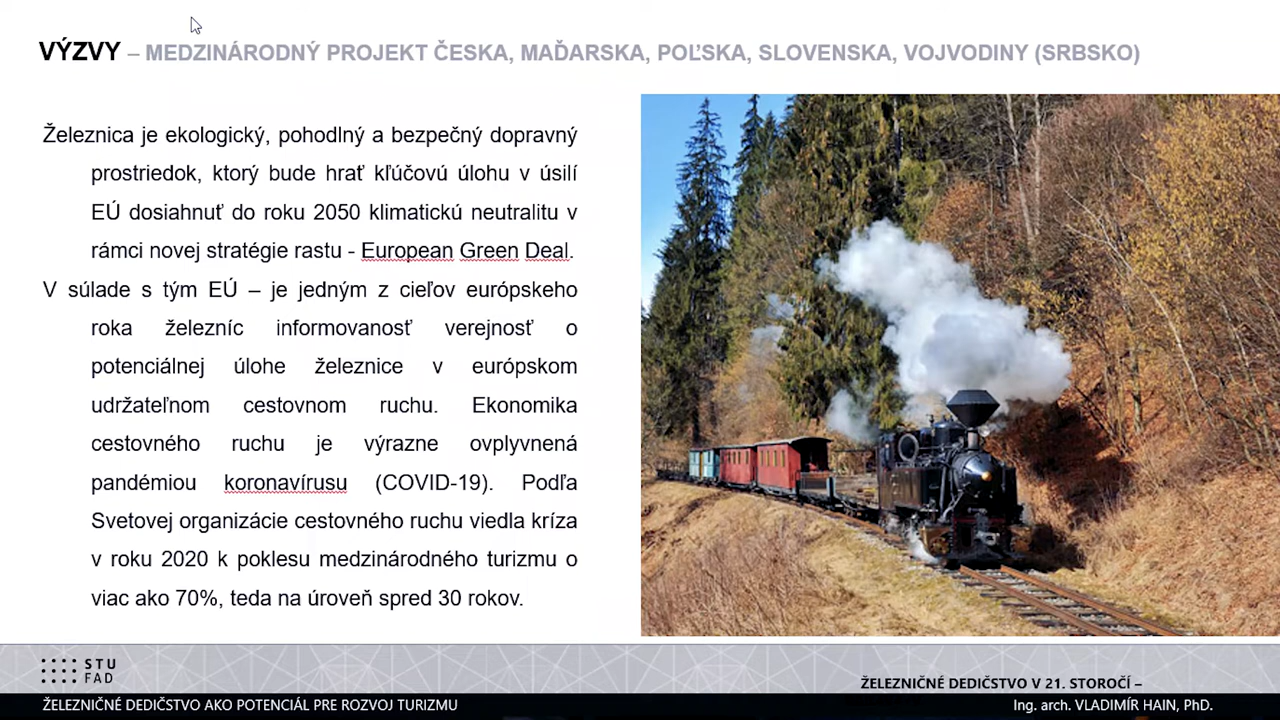 VÝZVY – MEDZINÁRODNÝ PROJEKT ČESKA, MAĎARSKA, POĽSKA, SLOVENSKA, VOJVODINY (SRBSKO)
Železnica je ekologický, pohodlný a bezpečný dopravný
prostriedok, ktorý bude hrať kľúčovú úlohu v úsilí
EÚ dosiahnuť do roku 2050 klimatickú neutralitu v
rámci novej stratégie rastu - European Green Deal.
V súlade s tým EÚ – je jedným z cieľov európskeho
roka železníc informovanosť verejnosť o
potenciálnej úlohe železnice v európskom
udržateľnom cestovnom ruchu. Ekonomika
cestovného ruchu je výrazne ovplyvnená
pandémiou koronavírusu (COVID-19). Podľa
Svetovej organizácie cestovného ruchu viedla kríza
v roku 2020 k poklesu medzinárodného turizmu o
viac ako 70%, teda na úroveň spred 30 rokov.
STU
FAD
ŽELEZNIČNÉ DEDIČSTVO V 21. STOROČÍ –
ŽELEZNIČNÉ DEDIČSTVO AKO POTENCIÁL PRE ROZVOJ TURIZMU
Ing. arch. VLADIMÍR HAIN, PhD.